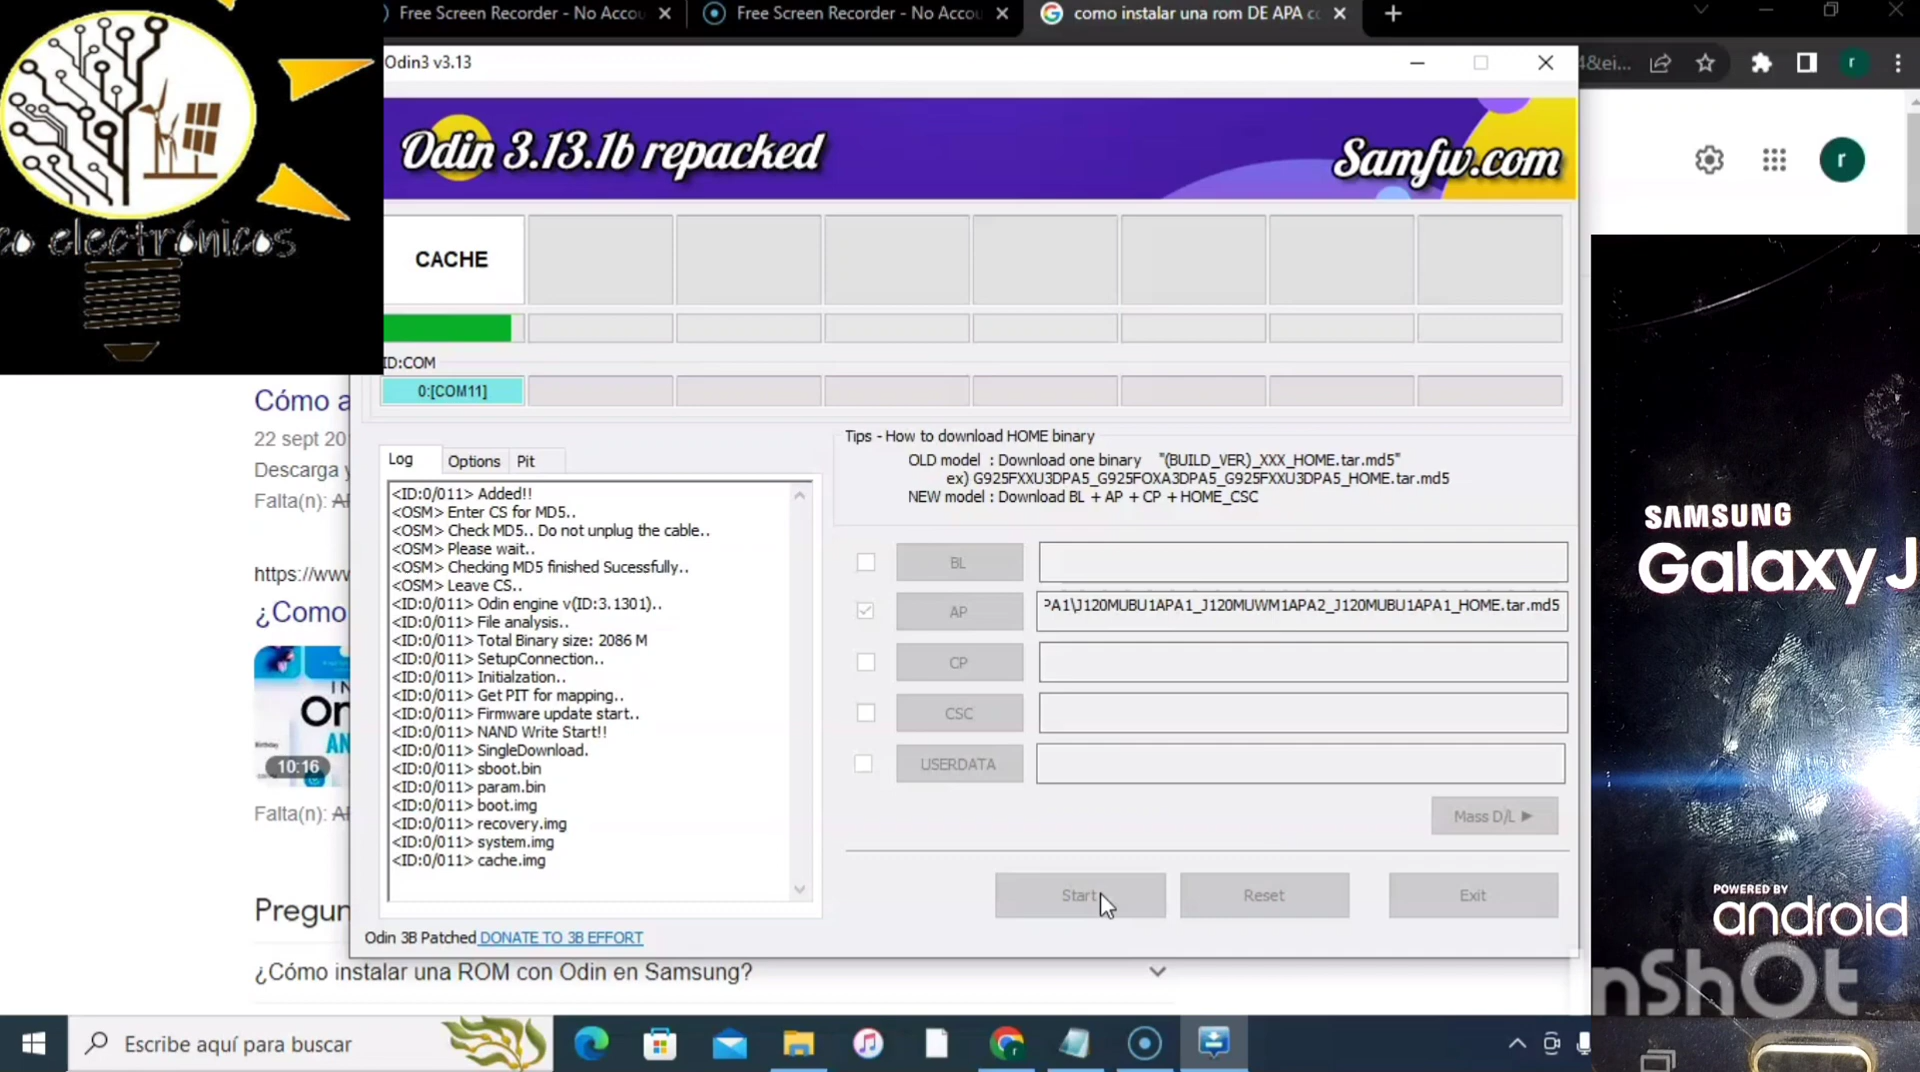 Free Screen Recorder - No Accou
Free Screen Recorder - No Accou
como instalar una rom DE APA co
Odin3 v3.13
4&ei...
r
Odin 3.13.1b repacked
Samfw.com
r
co electrónicos
CACHE
ID:COM
0:[COM11]
Cómo a
22 sept 20
Descarga y
Falta(n): A
https://www
¿Como
IN
On
AN
Birthday
10:16
Falta(n): A
Pregun
Log
Options
Pit
<ID:0/011> Added!!
<OSM> Enter CS for MD5..
<OSM> Check MD5.. Do not unplug the cable..
<OSM> Please wait..
<OSM> Checking MD5 finished Sucessfully..
<OSM> Leave CS..
<ID:0/011> Odin engine v(ID:3.1301)..
<ID:0/011> File analysis..
<ID:0/011> Total Binary size: 2086 M
<ID:0/011> SetupConnection..
<ID:0/011> Initialzation..
<ID:0/011> Get PIT for mapping..
<ID:0/011> Firmware update start..
<ID:0/011> NAND Write Start!!
<ID:0/011> SingleDownload.
<ID:0/011> sboot.bin
<ID:0/011> param.bin
<ID:0/011> boot.img
<ID:0/011> recovery.img
<ID:0/011> system.img
<ID:0/011> cache.img
Tips - How to download HOME binary
OLD model : Download one binary "(BUILD_VER)_XXX_HOME.tar.md5"
ex) G925FXXU3DPA5_G925FOXA3DPA5_G925FXXU3DPA5_HOME.tar.md5
NEW model : Download BL + AP + CP + HOME_CSC
BL
AP
PA1\J120MUBU1APA1_J120MUWM1APA2_J120MUBU1APA1_HOME.tar.md5
CP
CSC
USERDATA
Mass D/L
Start
Reset
Exit
Odin 3B Patched DONATE TO 3B EFFORT
¿Cómo instalar una ROM con Odin en Samsung?
SAMSUNG
Galaxy J
POWERED BY
android
nShOt
Escribe aquí para buscar